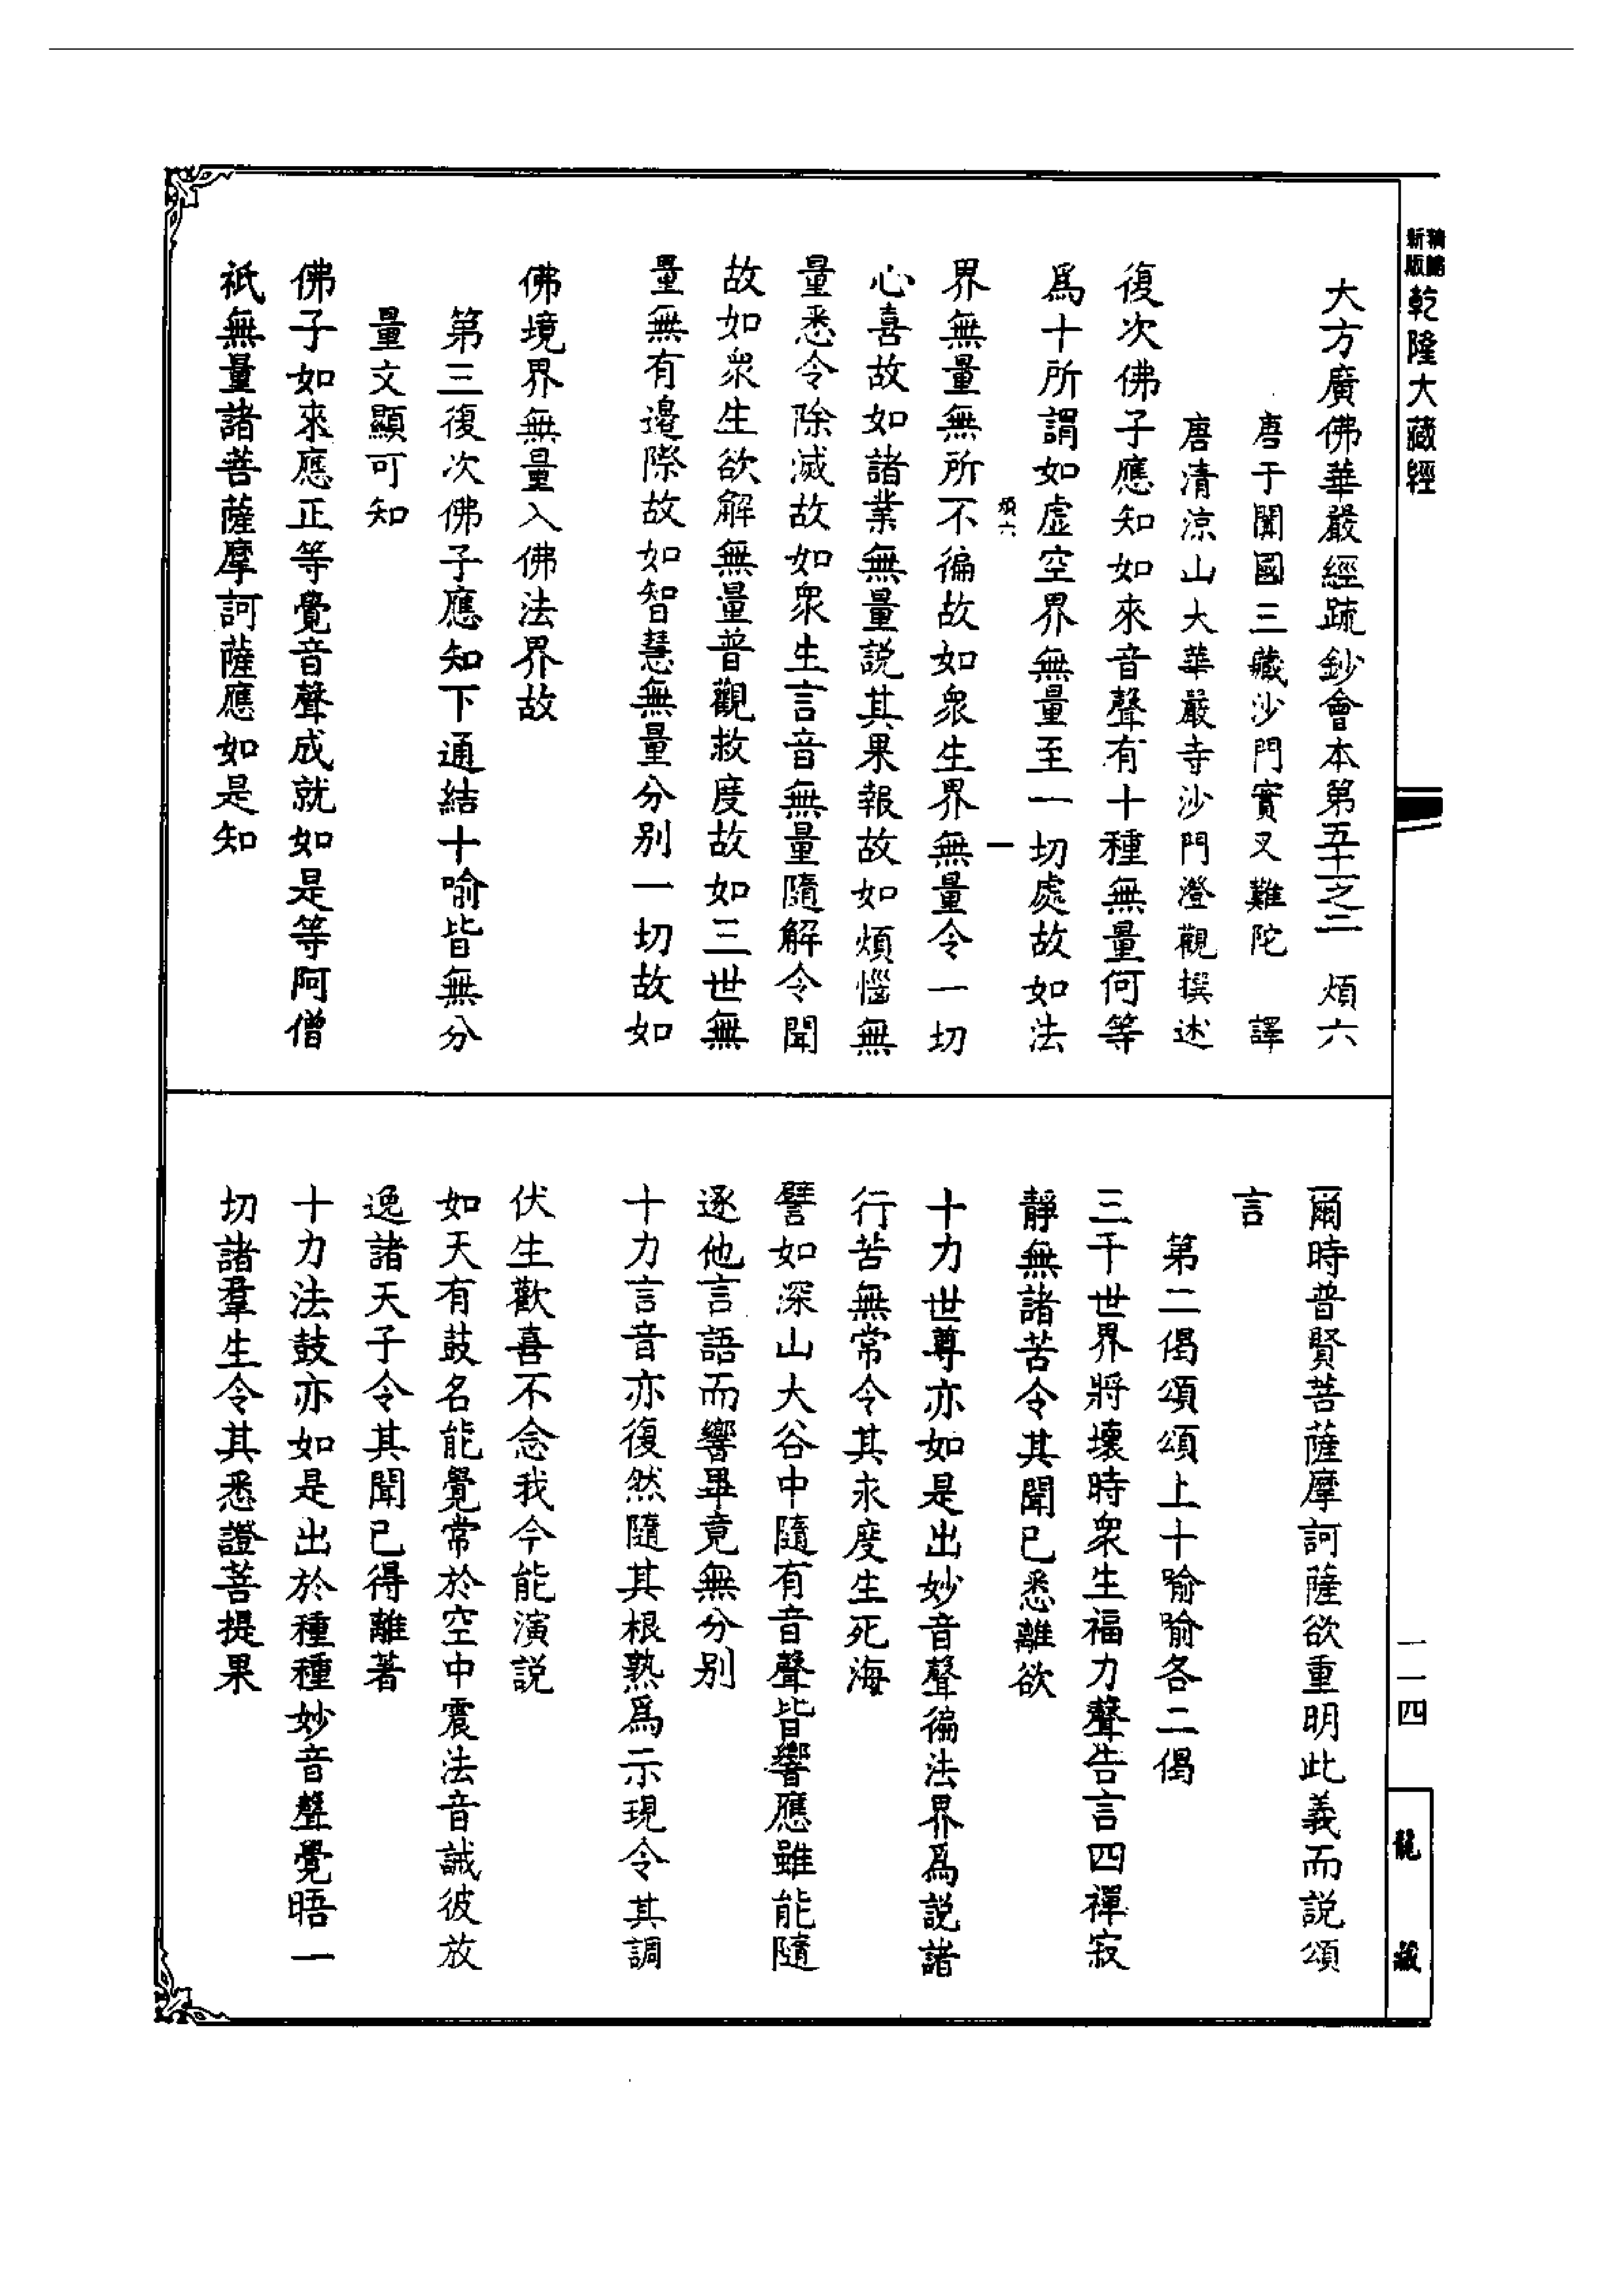 新版
精縮
乾隆大藏經
大方廣佛華嚴經疏鈔會本第五十一之二　煩六
唐于闐國三藏沙門實叉難陀　譯
唐清涼山大華嚴寺沙門澄觀撰述
復次佛子應知如來音聲有十種無量何等
爲十所謂如虛空界無量至一切處故如法
煩六　一
界無量無所不徧故如眾生界無量令一切
心喜故如諸業無量說其果報故如煩惱無
量悉令除滅故如眾生言音無量隨解令聞
故如眾生欲解無量普觀救度故如三世無
量無有邊際故如智慧無量分別一切故如
佛境界無量入佛法界故
第三復次佛子應知下通結十喻皆無分
量文顯可知
佛子如來應正等覺音聲成就如是等阿僧
祇無量諸菩薩摩訶薩應如是知
爾時普賢菩薩摩訶薩欲重明此義而說頌
言
第二偈頌頌上十喻喻各二偈
三千世界將壞時眾生福力聲告言四禪寂
靜無諸苦令其聞已悉離欲
十力世尊亦如是出妙音聲徧法界爲說諸
行苦無常令其永度生死海
譬如深山大谷中隨有音聲皆響應雖能隨
逐他言語而響畢竟無分別
十力言音亦復然隨其根熟爲示現令其調
伏生歡喜不念我今能演說
如天有鼓名能覺常於空中震法音誡彼放
逸諸天子令其聞已得離著
十力法鼓亦如是出於種種妙音聲覺晤一
切諸羣生令其悉證菩提果
一一四
龍藏